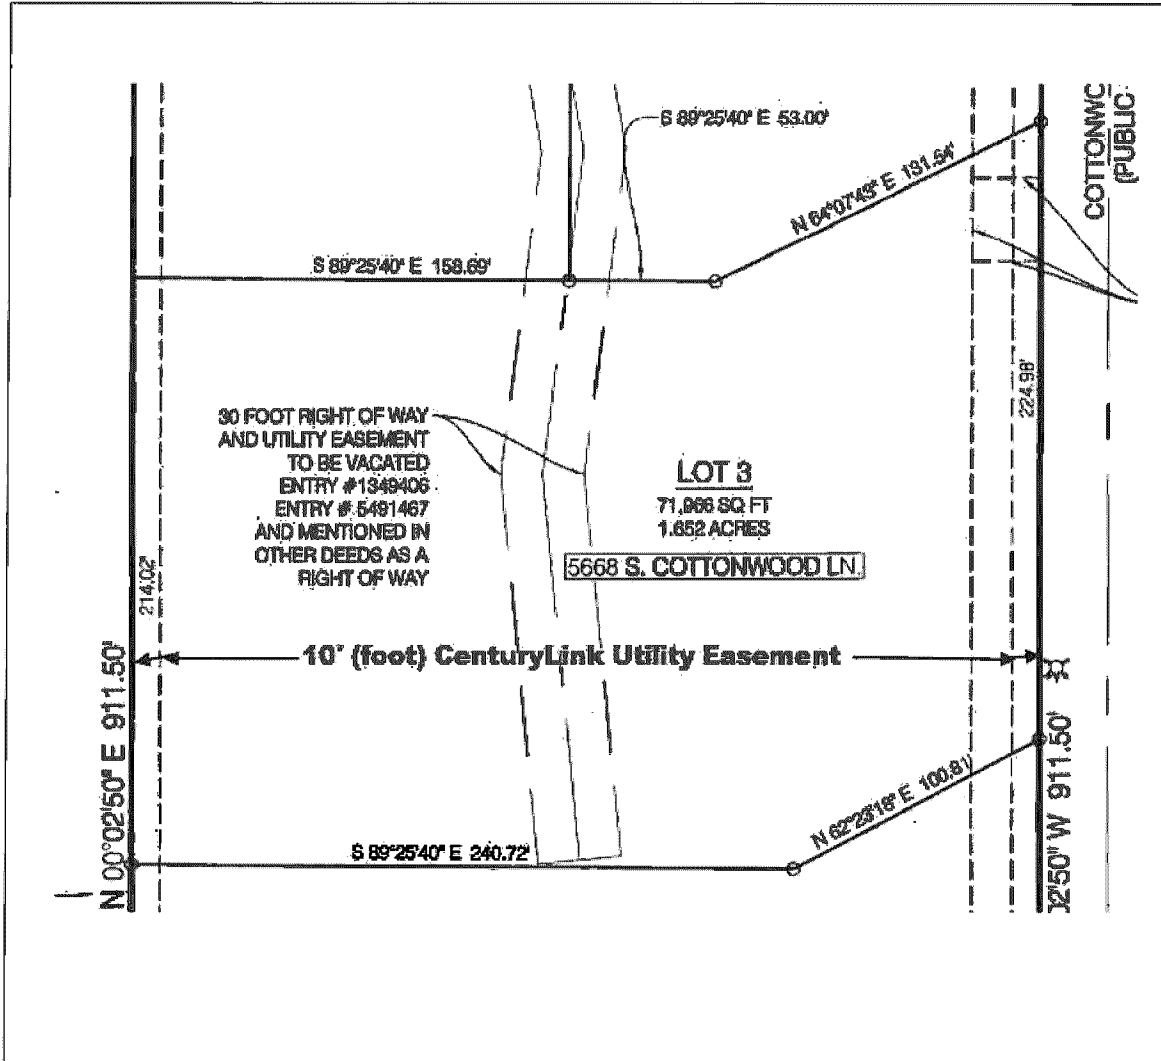 COTTONWC
(PUBLIC
S 89°25'40" E 53.00'
N 64°07'43" E 131.54'
S 89°25'40" E 158.69'
224.98'
30 FOOT RIGHT OF WAY
AND UTILITY EASEMENT
TO BE VACATED
ENTRY #1349406
ENTRY # 5491467
AND MENTIONED IN
OTHER DEEDS AS A
RIGHT OF WAY
LOT 3
71,966 SQ FT
1.652 ACRES
5668 S. COTTONWOOD LN.
214.02'
10' (foot) CenturyLink Utility Easement
N 00°02'50" E 911.50'
02'50" W 911.50'
N 62°23'18" E 100.81'
S 89°25'40" E 240.72'